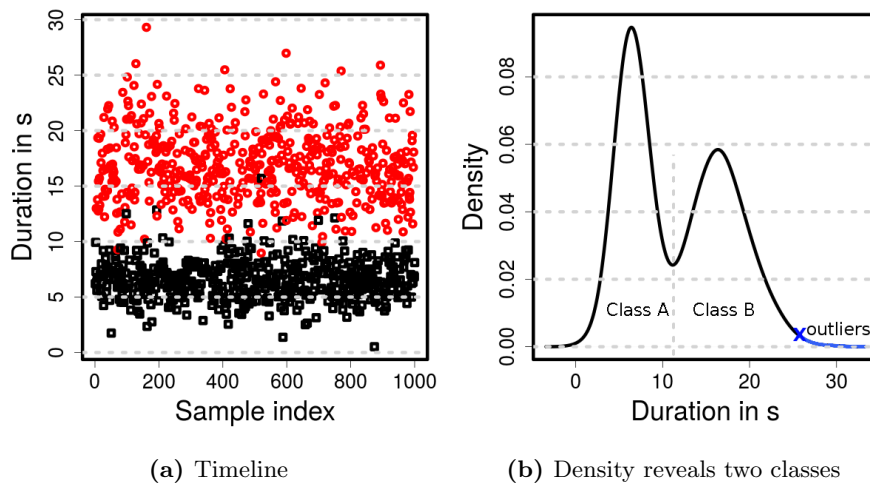 30
25
20
15
10
5
0
Duration in s
0 200 400 600 800 1000
Sample index
(a) Timeline
0.08
0.06
0.04
0.02
0.00
Density
Class A
Class B
outliers
0 10 20 30
Duration in s
(b) Density reveals two classes